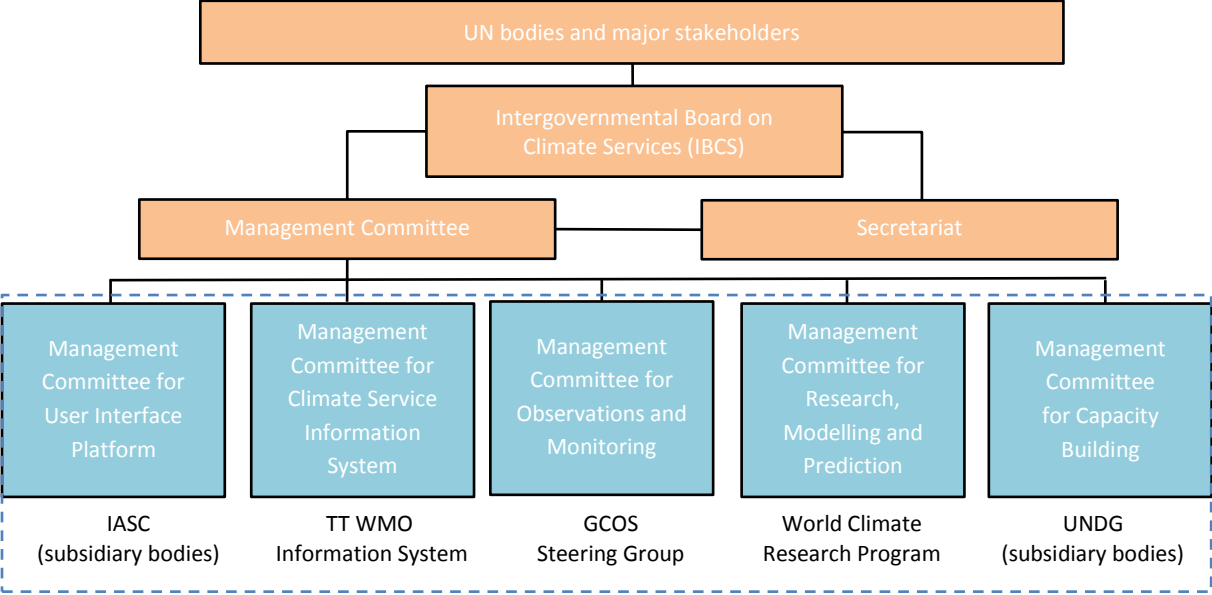 UN bodies and major stakeholders
Intergovernmental Board on
Climate Services (IBCS)
Management Committee
Secretariat
Management
Committee for
User Interface
Platform
Management
Committee for
Climate Service
Information
System
Management
Committee for
Observations and
Monitoring
Management
Committee for
Research,
Modelling and
Prediction
Management
Committee
for Capacity
Building
IASC
(subsidiary bodies)
TT WMO
Information System
GCOS
Steering Group
World Climate
Research Program
UNDG
(subsidiary bodies)